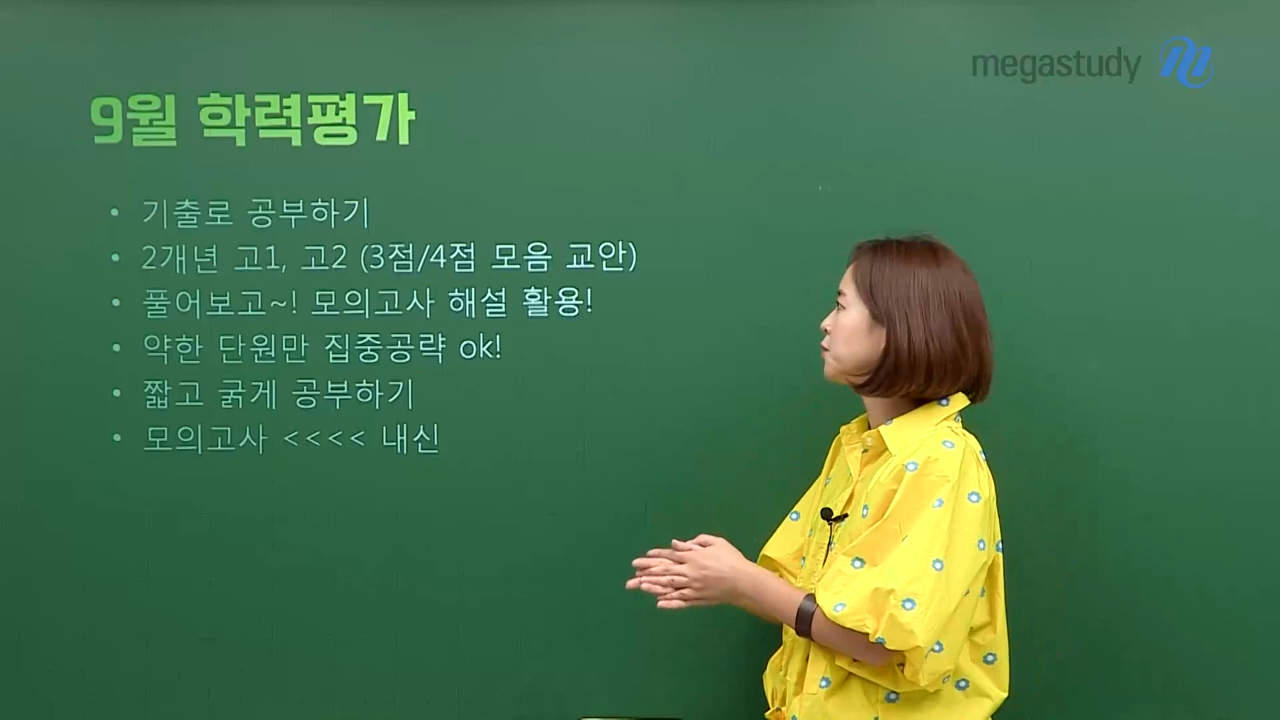 megastudy
9월 학력평가
• 기출로 공부하기
• 2개년 고1, 고2 (3점/4점 모음 교안)
• 풀어보고~! 모의고사 해설 활용!
• 약한 단원만 집중공략 ok!
• 짧고 굵게 공부하기
• 모의고사 <<<< 내신